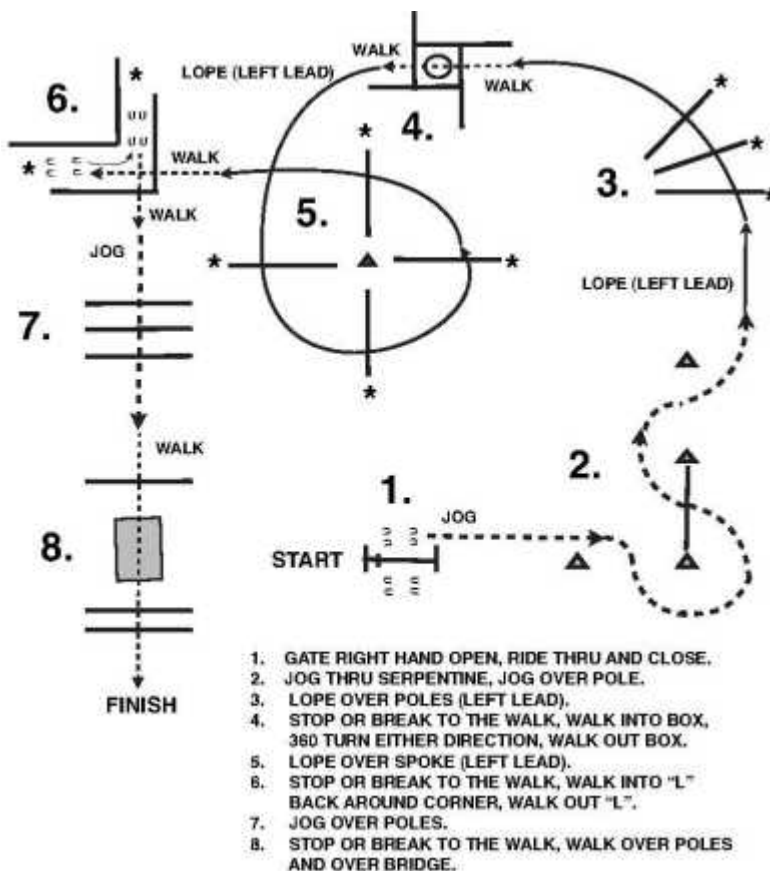 WALK
LOPE (LEFT LEAD)
WALK
*
6.
4.
*
*
*
*
WALK
3.
*
5.
WALK
JOG
*
*
LOPE (LEFT LEAD)
7.
*
WALK
2.
1.
JOG
8.
START
FINISH
1. GATE RIGHT HAND OPEN, RIDE THRU AND CLOSE.
2. JOG THRU SERPENTINE, JOG OVER POLE.
3. LOPE OVER POLES (LEFT LEAD).
4. STOP OR BREAK TO THE WALK, WALK INTO BOX,
360 TURN EITHER DIRECTION, WALK OUT BOX.
5. LOPE OVER SPOKE (LEFT LEAD).
6. STOP OR BREAK TO THE WALK, WALK INTO “L”
BACK AROUND CORNER, WALK OUT “L”.
7. JOG OVER POLES.
8. STOP OR BREAK TO THE WALK, WALK OVER POLES
AND OVER BRIDGE.